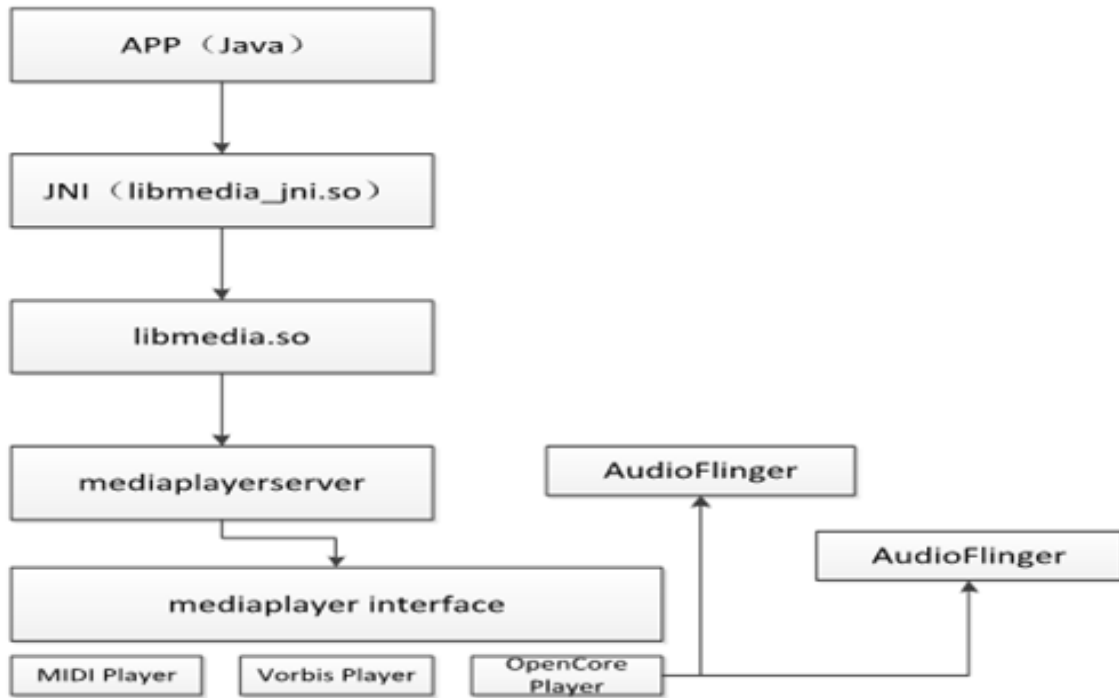 APP（Java）
JNI（libmedia_jni.so）
libmedia.so
mediaplayerserver
AudioFlinger
AudioFlinger
mediaplayer interface
MIDI Player
Vorbis Player
OpenCore
Player